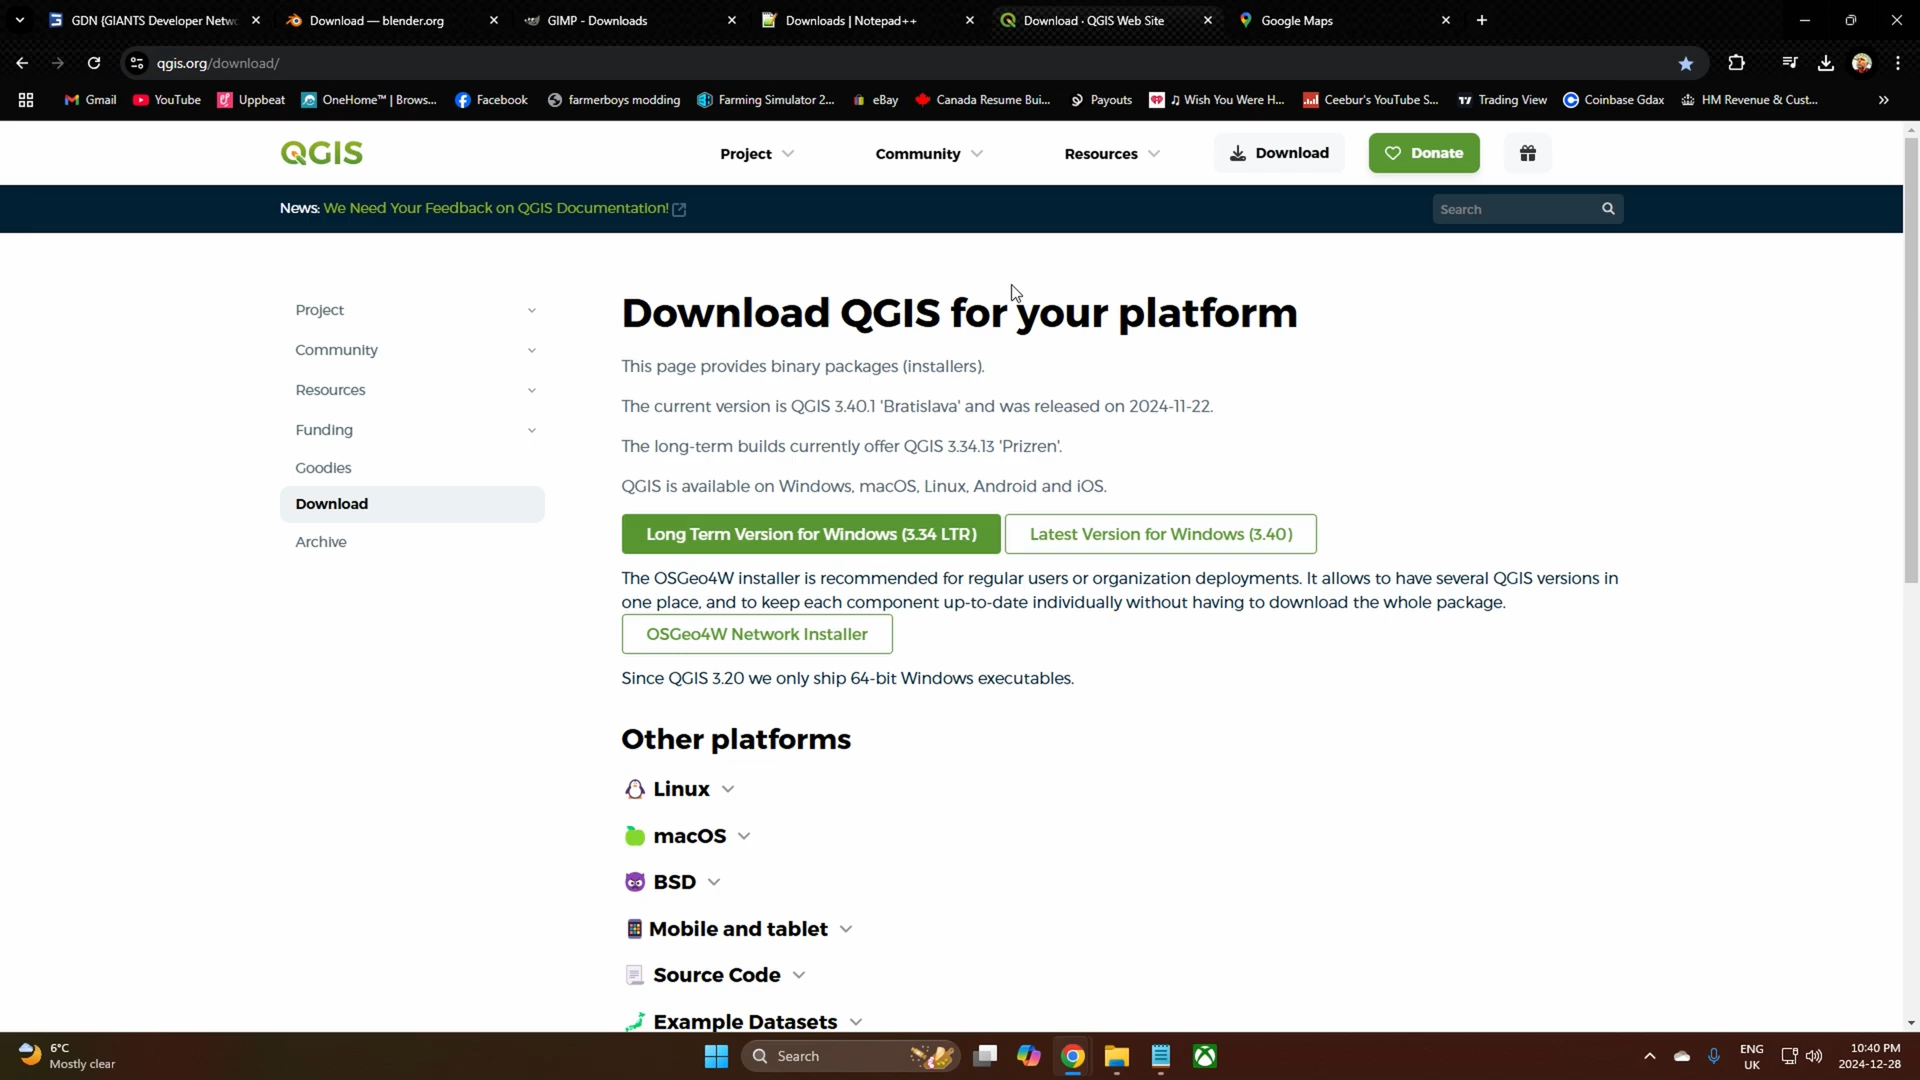 GDN {GIANTS Developer Netwo
Download — blender.org
GIMP - Downloads
Downloads | Notepad++
Download · QGIS Web Site
Google Maps
qgis.org/download/
Gmail
YouTube
Uppbeat
OneHome™ | Brows...
Facebook
farmerboys modding
Farming Simulator 2...
eBay
Canada Resume Bui...
Payouts
♫ Wish You Were H...
Ceebur's YouTube S...
Trading View
Coinbase Gdax
HM Revenue & Cust...
QGIS
Project
Community
Resources
Download
Donate
News: We Need Your Feedback on QGIS Documentation!
Search
Project
Community
Resources
Funding
Goodies
Download
Archive
Download QGIS for your platform
This page provides binary packages (installers).
The current version is QGIS 3.40.1 'Bratislava' and was released on 2024-11-22.
The long-term builds currently offer QGIS 3.34.13 'Prizren'.
QGIS is available on Windows, macOS, Linux, Android and iOS.
Long Term Version for Windows (3.34 LTR)
Latest Version for Windows (3.40)
The OSGeo4W installer is recommended for regular users or organization deployments. It allows to have several QGIS versions in
one place, and to keep each component up-to-date individually without having to download the whole package.
OSGeo4W Network Installer
Since QGIS 3.20 we only ship 64-bit Windows executables.
Other platforms
Linux
macOS
BSD
Mobile and tablet
Source Code
Example Datasets
6°C
Mostly clear
Search
ENG
UK
10:40 PM
2024-12-28